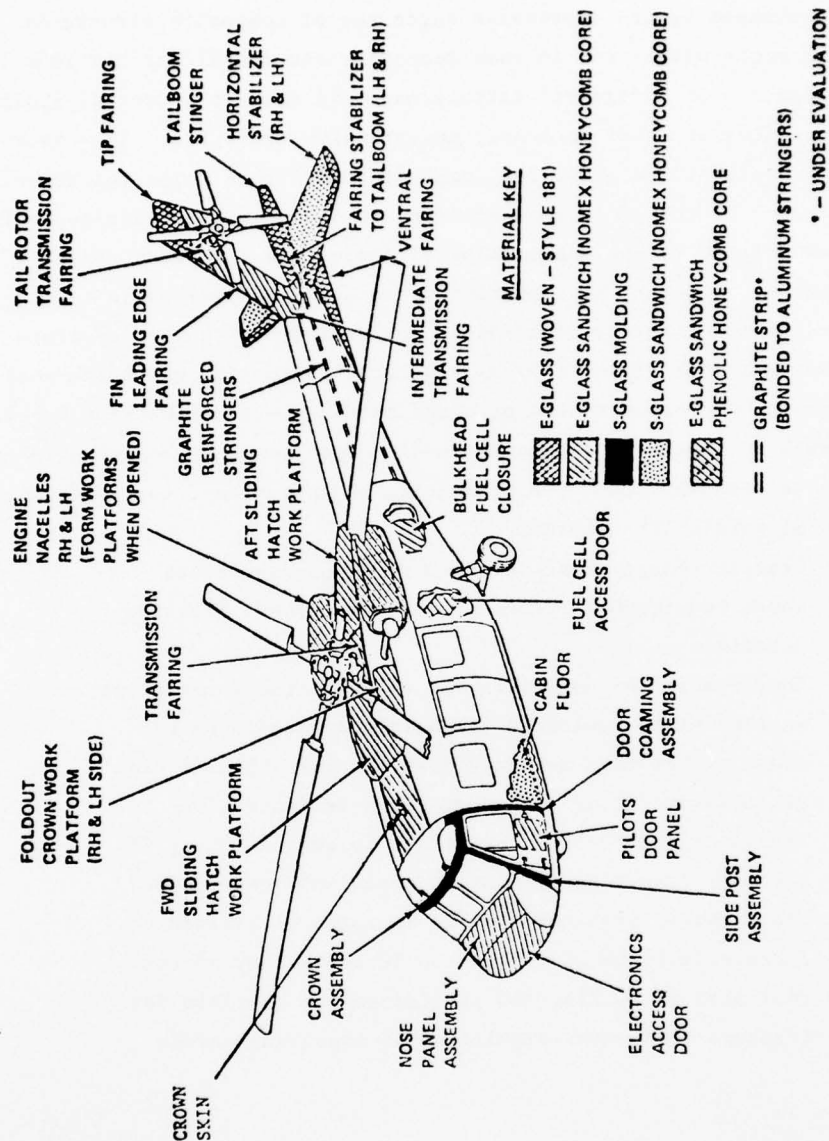 CROWN
SKIN
FOLDOUT
CROWN WORK
PLATFORM
(RH & LH SIDE)
FWD
SLIDING
HATCH
WORK PLATFORM
TRANSMISSION
FAIRING
ENGINE
NACELLES
RH & LH
(FORM WORK
PLATFORMS
WHEN OPENED)
AFT SLIDING
HATCH
WORK PLATFORM
GRAPHITE
REINFORCED
STRINGERS
FIN
LEADING EDGE
FAIRING
TAIL ROTOR
TRANSMISSION
FAIRING
TIP FAIRING
TAILBOOM
STINGER
HORIZONTAL
STABILIZER
(RH & LH)
FAIRING STABILIZER
TO TAILBOOM (LH & RH)
VENTRAL
FAIRING
INTERMEDIATE
TRANSMISSION
FAIRING
BULKHEAD
FUEL CELL
CLOSURE
FUEL CELL
ACCESS DOOR
CABIN
FLOOR
DOOR
COAMING
ASSEMBLY
PILOTS
DOOR
PANEL
SIDE POST
ASSEMBLY
CROWN
ASSEMBLY
NOSE
PANEL
ASSEMBLY
ELECTRONICS
ACCESS
DOOR
MATERIAL KEY
E-GLASS (WOVEN – STYLE 181)
E-GLASS SANDWICH (NOMEX HONEYCOMB CORE)
S-GLASS MOLDING
S-GLASS SANDWICH (NOMEX HONEYCOMB CORE)
E-GLASS SANDWICH
PHENOLIC HONEYCOMB CORE
GRAPHITE STRIP*
(BONDED TO ALUMINUM STRINGERS)
* – UNDER EVALUATION